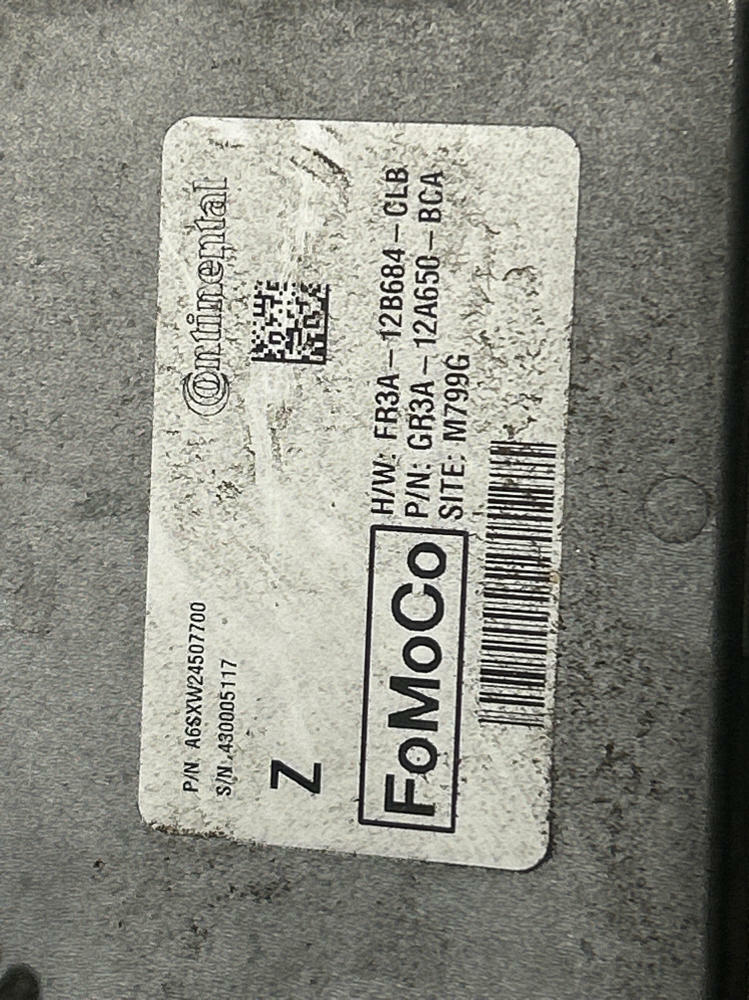 P/N A6SXW24507700
S/N 430005117
Continental
Z
FoMoCo
H/W: FR3A-12B684-CLB
P/N: GR3A-12A650-BCA
SITE: M799G